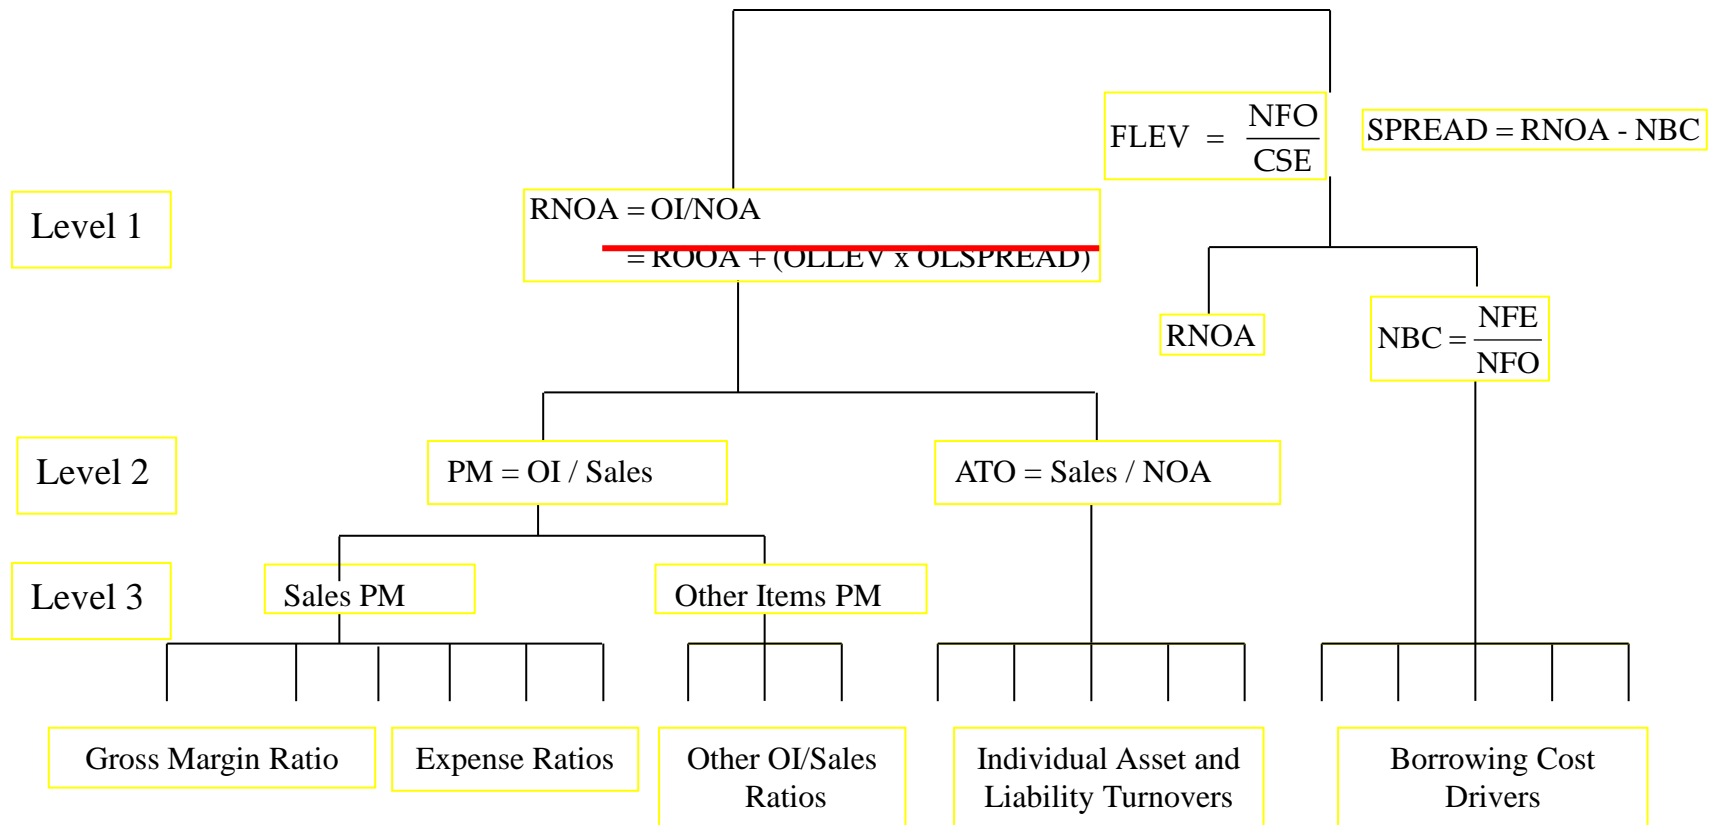 FLEV = NFO / CSE
SPREAD = RNOA - NBC
Level 1
RNOA = OI/NOA
= ROOA + (OLLEV x OLSPREAD)
RNOA
NBC = NFE / NFO
Level 2
PM = OI / Sales
ATO = Sales / NOA
Level 3
Sales PM
Other Items PM
Gross Margin Ratio
Expense Ratios
Other OI/Sales
Ratios
Individual Asset and
Liability Turnovers
Borrowing Cost
Drivers